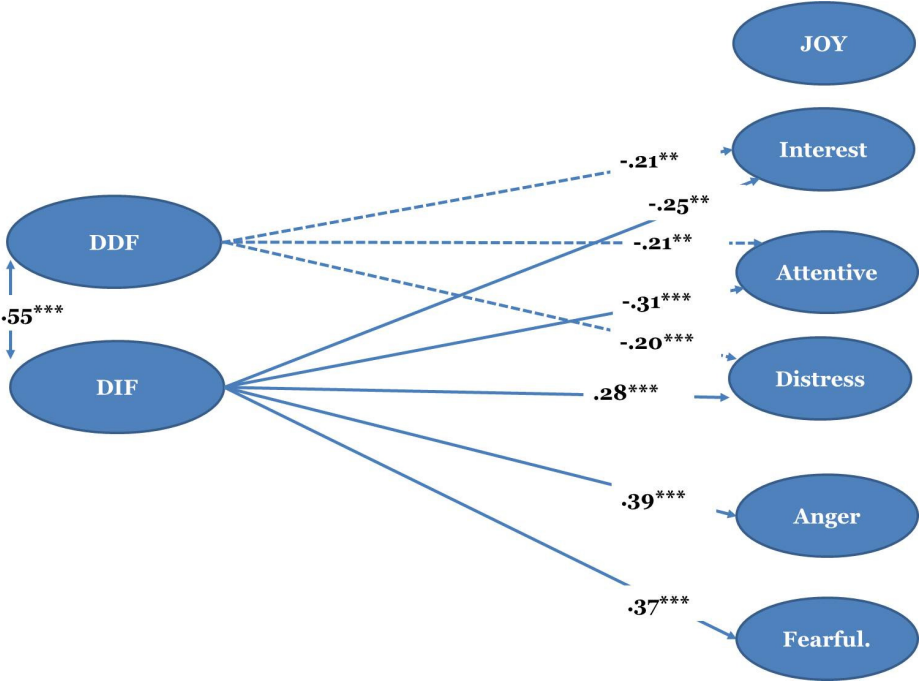 JOY
-.21**
Interest
-.25**
DDF
-.21**
Attentive
.55***
-.31***
-.20***
DIF
.28***
Distress
.39***
Anger
.37***
Fearful.